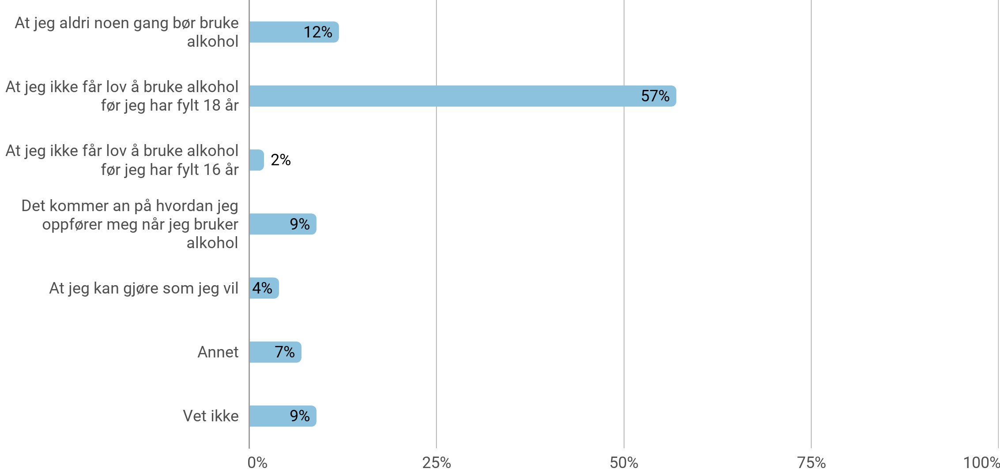 At jeg aldri noen gang bør bruke
alkohol
12%
At jeg ikke får lov å bruke alkohol
før jeg har fylt 18 år
57%
At jeg ikke får lov å bruke alkohol
før jeg har fylt 16 år
2%
Det kommer an på hvordan jeg
oppfører meg når jeg bruker
alkohol
9%
At jeg kan gjøre som jeg vil
4%
Annet
7%
Vet ikke
9%
0%
25%
50%
75%
100%